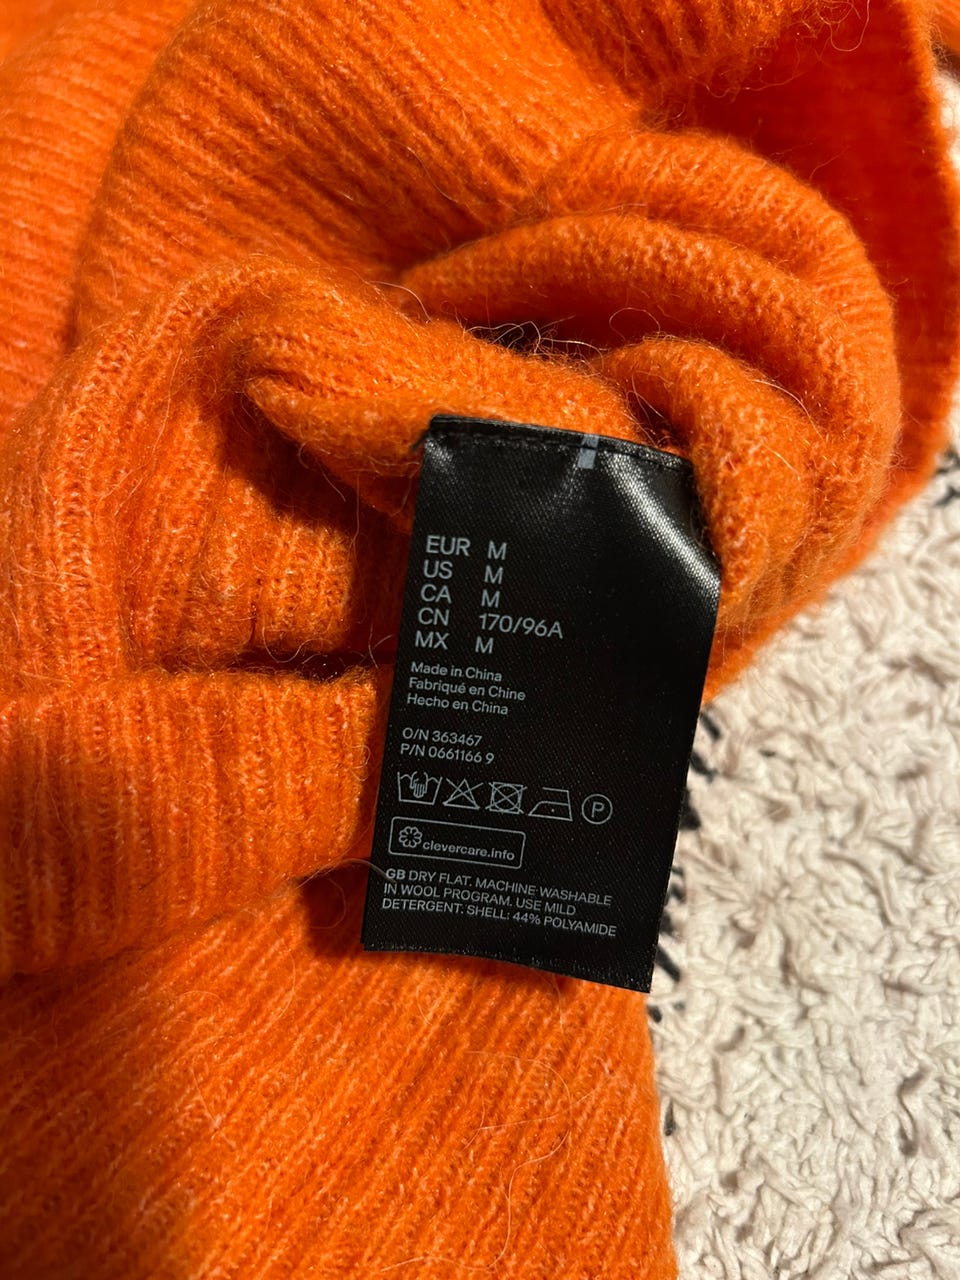 EUR M
US M
CA M
CN 170/96A
MX M
Made in China
Fabriqué en Chine
Hecho en China
O/N 363467
P/N 0661166 9
P
clevercare.info
GB DRY FLAT. MACHINE WASHABLE
IN WOOL PROGRAM. USE MILD
DETERGENT. SHELL: 44% POLYAMIDE